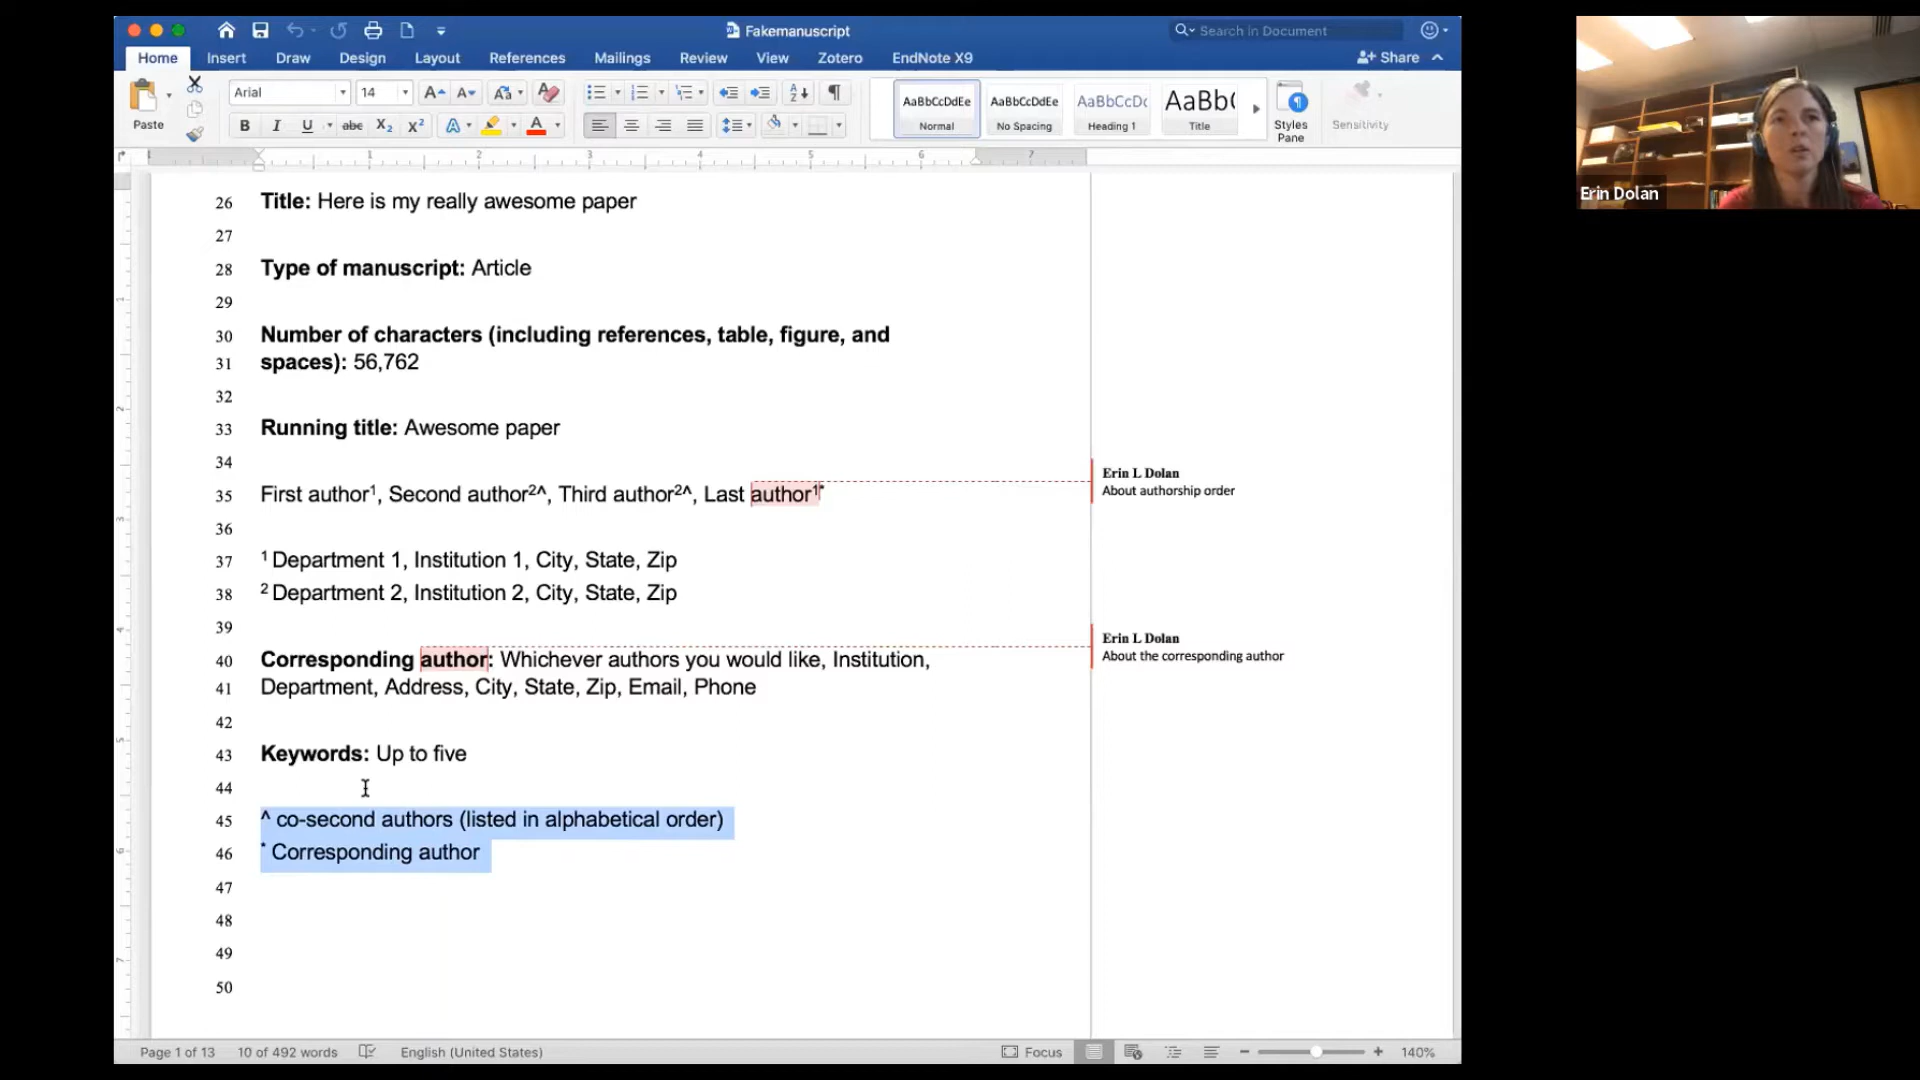 Fakemanuscript
Search in Document
Home Insert Draw Design Layout References Mailings Review View Zotero EndNote X9
Share
Paste
Arial 14
AaBbCcDdEe AaBbCcDdEe AaBbCcDc AaBb(
Normal No Spacing Heading 1 Title
Styles Pane
Sensitivity
1 2 3 4 5 6 7
26 Title: Here is my really awesome paper
27
28 Type of manuscript: Article
29
30 Number of characters (including references, table, figure, and
31 spaces): 56,762
32
33 Running title: Awesome paper
34
35 First author¹, Second author²^, Third author²^, Last author¹*
Erin L Dolan
About authorship order
36
37 ¹ Department 1, Institution 1, City, State, Zip
38 ² Department 2, Institution 2, City, State, Zip
39
40 Corresponding author: Whichever authors you would like, Institution,
41 Department, Address, City, State, Zip, Email, Phone
Erin L Dolan
About the corresponding author
42
43 Keywords: Up to five
44
45 ^ co-second authors (listed in alphabetical order)
46 * Corresponding author
47
48
49
50
Page 1 of 13 10 of 492 words English (United States) Focus 140%
Erin Dolan